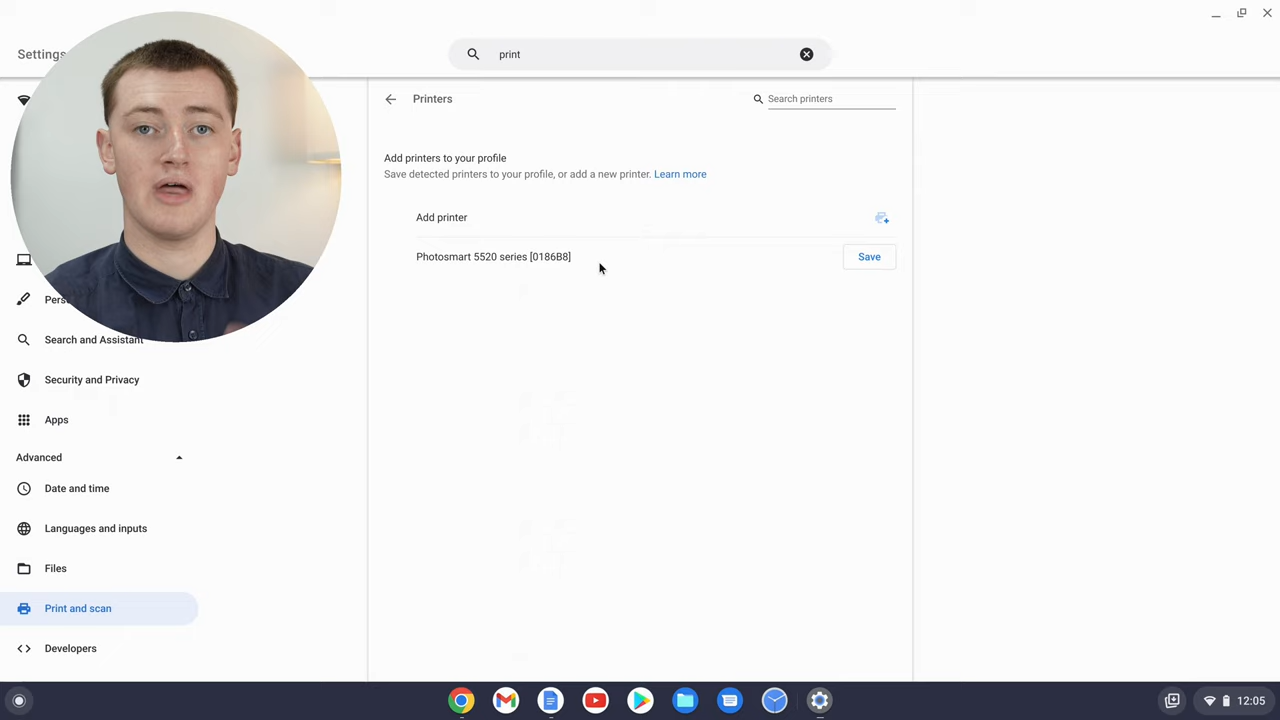 Settings
print
Printers
Search printers
Add printers to your profile
Save detected printers to your profile, or add a new printer. Learn more
Add printer
Photosmart 5520 series [0186B8]
Save
Search and Assistant
Security and Privacy
Apps
Advanced
Date and time
Languages and inputs
Files
Print and scan
Developers
12:05